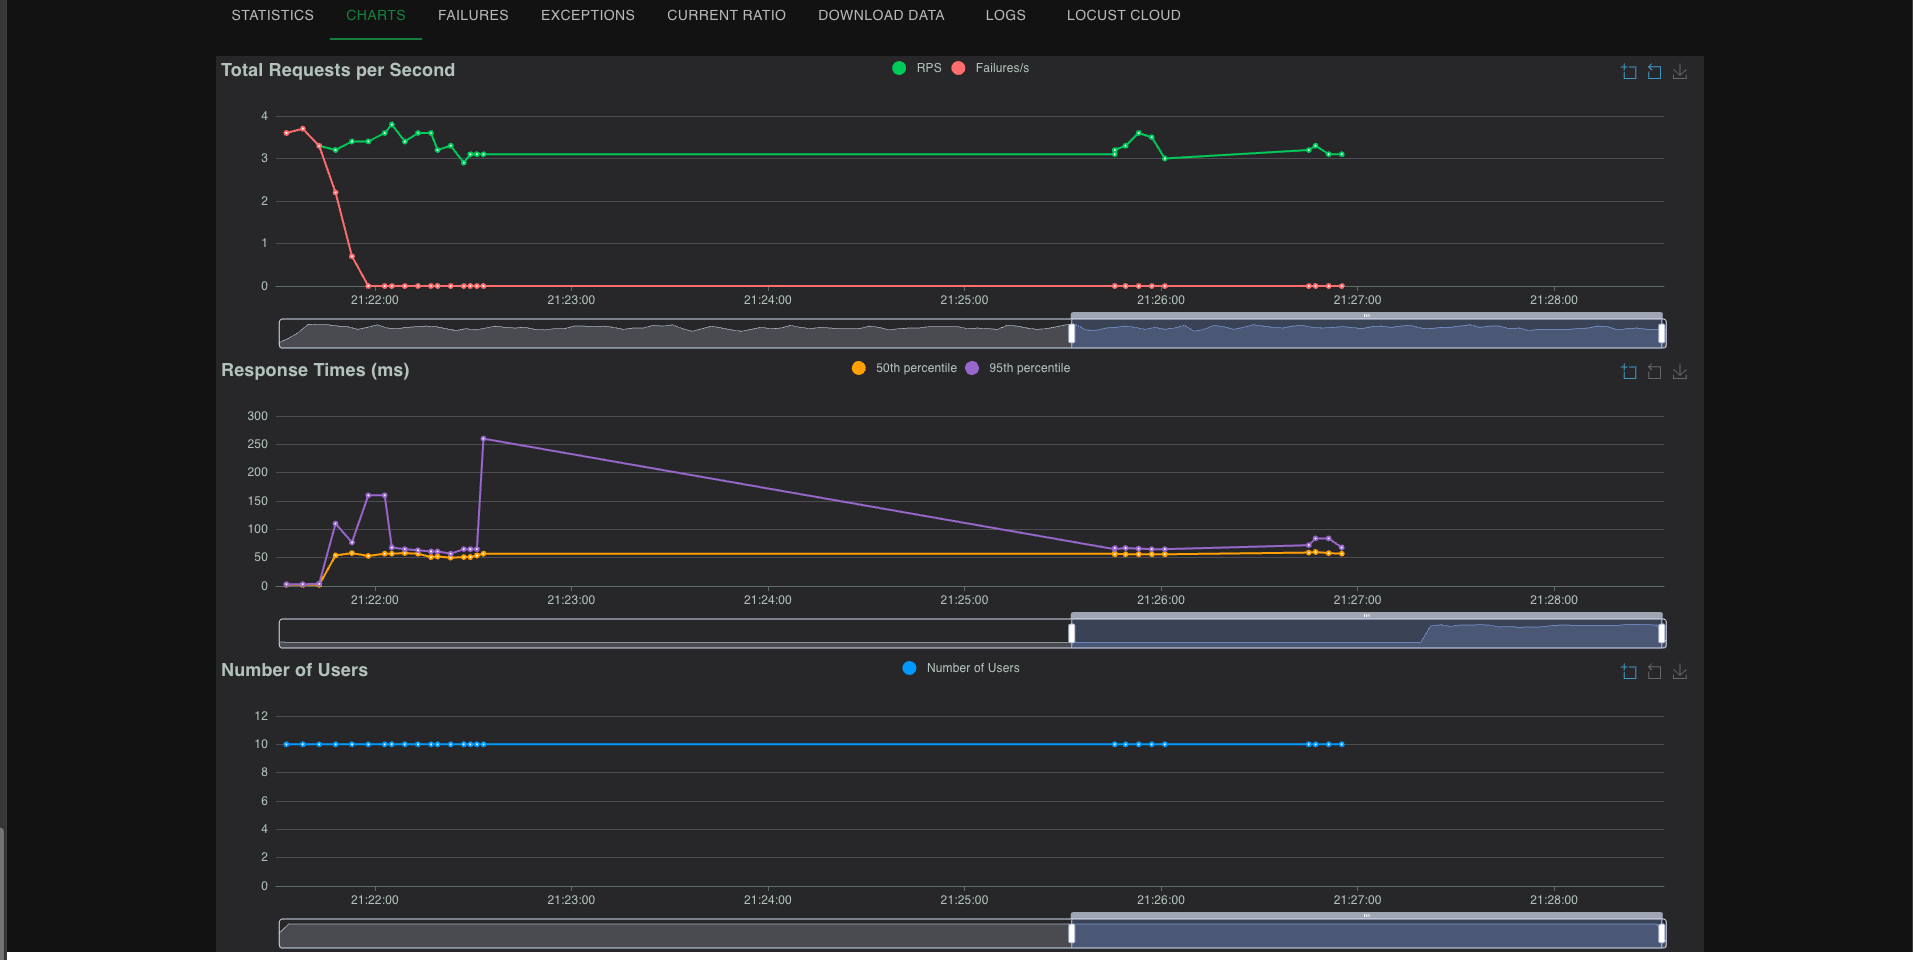 STATISTICS CHARTS FAILURES EXCEPTIONS CURRENT RATIO DOWNLOAD DATA LOGS LOCUST CLOUD
Total Requests per Second
RPS Failures/s
4
3
2
1
0
21:22:00 21:23:00 21:24:00 21:25:00 21:26:00 21:27:00 21:28:00
Response Times (ms)
50th percentile 95th percentile
300
250
200
150
100
50
0
21:22:00 21:23:00 21:24:00 21:25:00 21:26:00 21:27:00 21:28:00
Number of Users
Number of Users
12
10
8
6
4
2
0
21:22:00 21:23:00 21:24:00 21:25:00 21:26:00 21:27:00 21:28:00